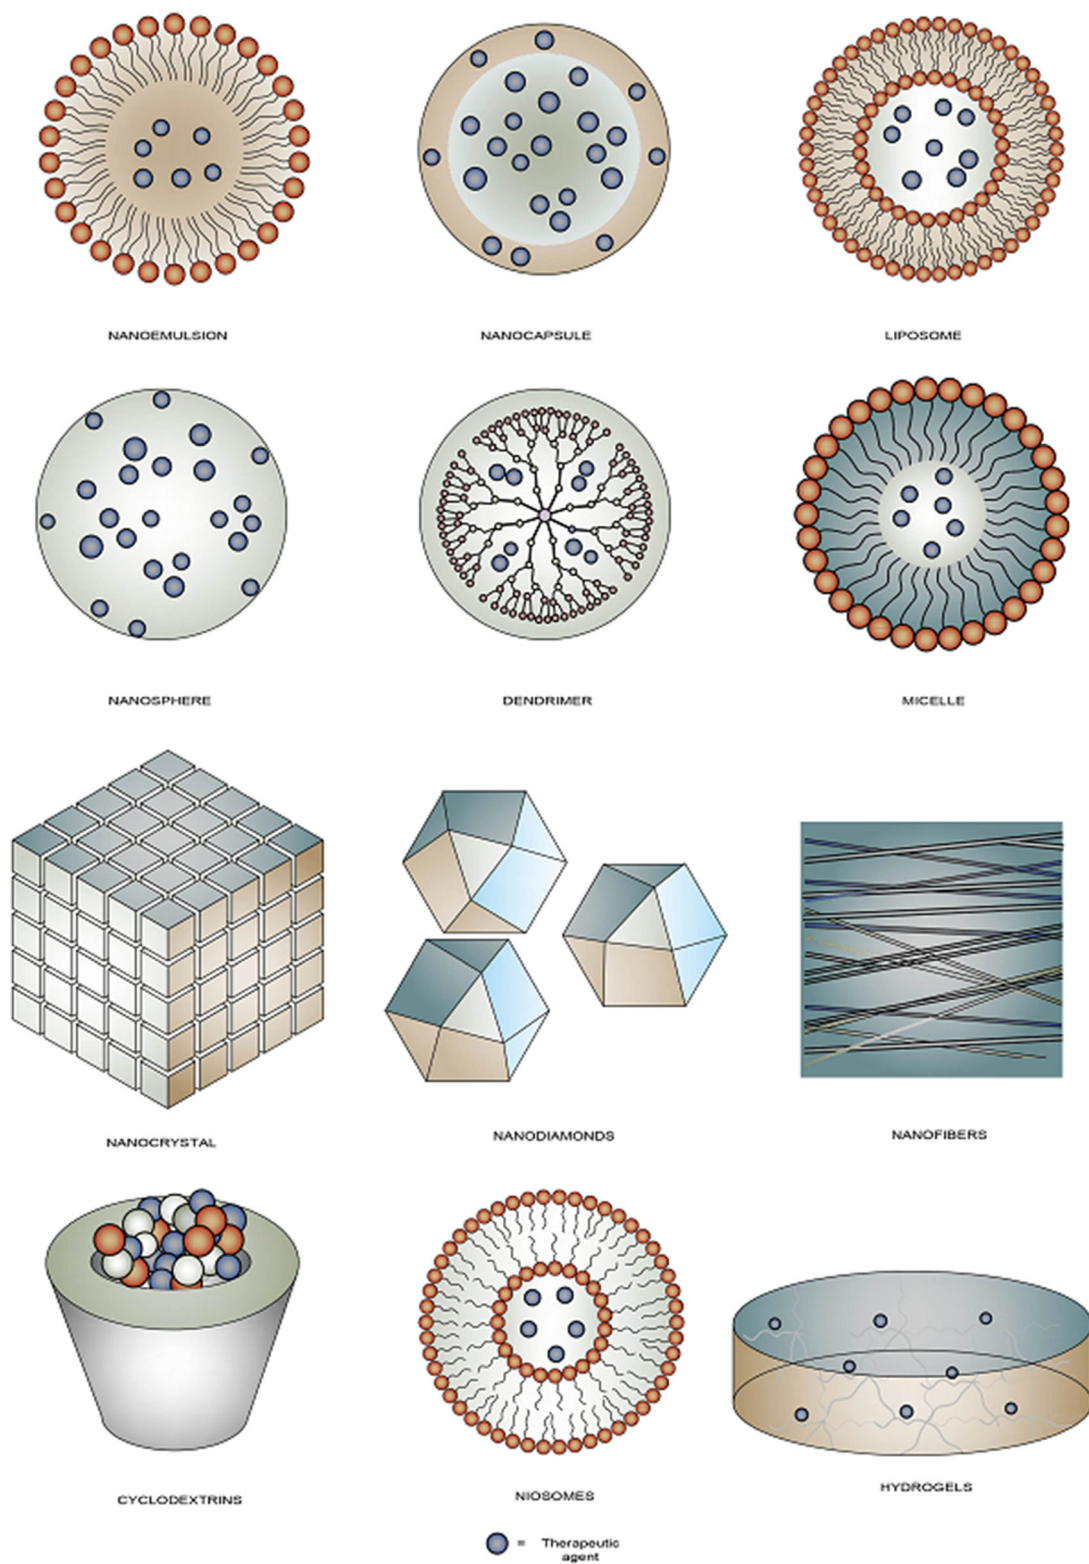 NANOEMULSION
NANOCAPSULE
LIPOSOME
NANOSPHERE
DENDRIMER
MICELLE
NANOCRYSTAL
NANODIAMONDS
NANOFIBERS
CYCLODEXTRINS
NIOSOMES
HYDROGELS
= Therapeutic
agent